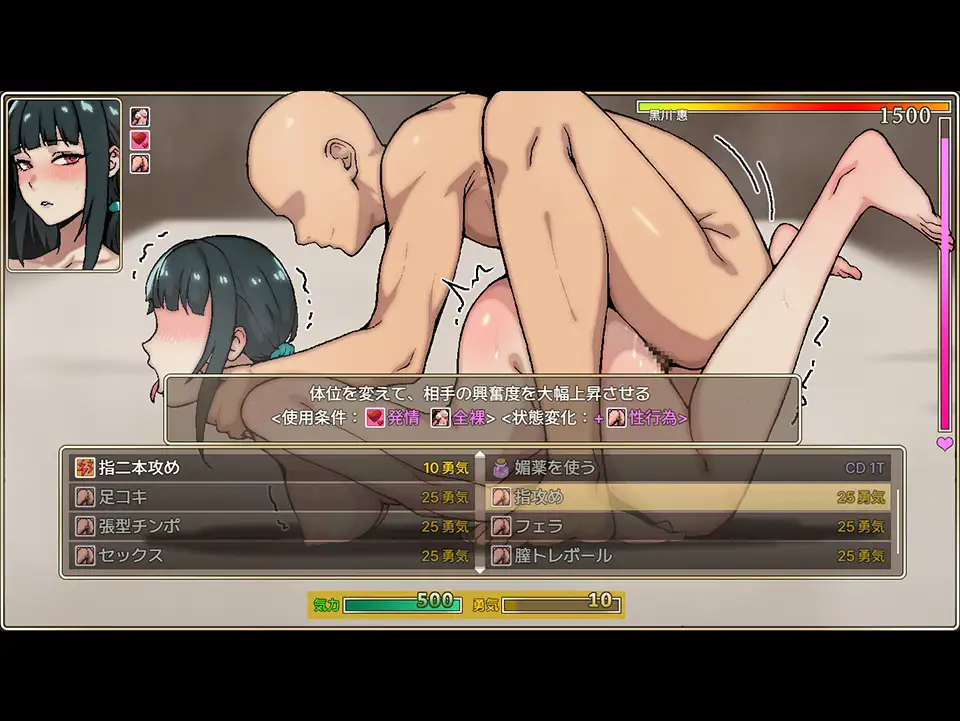 黒川 惠
1500
体位を変えて、相手の興奮度を大幅上昇させる
<使用条件：発情 全裸> <状態変化：+性行為>
指二本攻め 10 勇気
媚薬を使う CD 1T
足コキ 25 勇気
指攻め 25 勇気
張型チンポ 25 勇気
フェラ 25 勇気
セックス 25 勇気
膣トレボール 25 勇気
気力 500 勇気 10